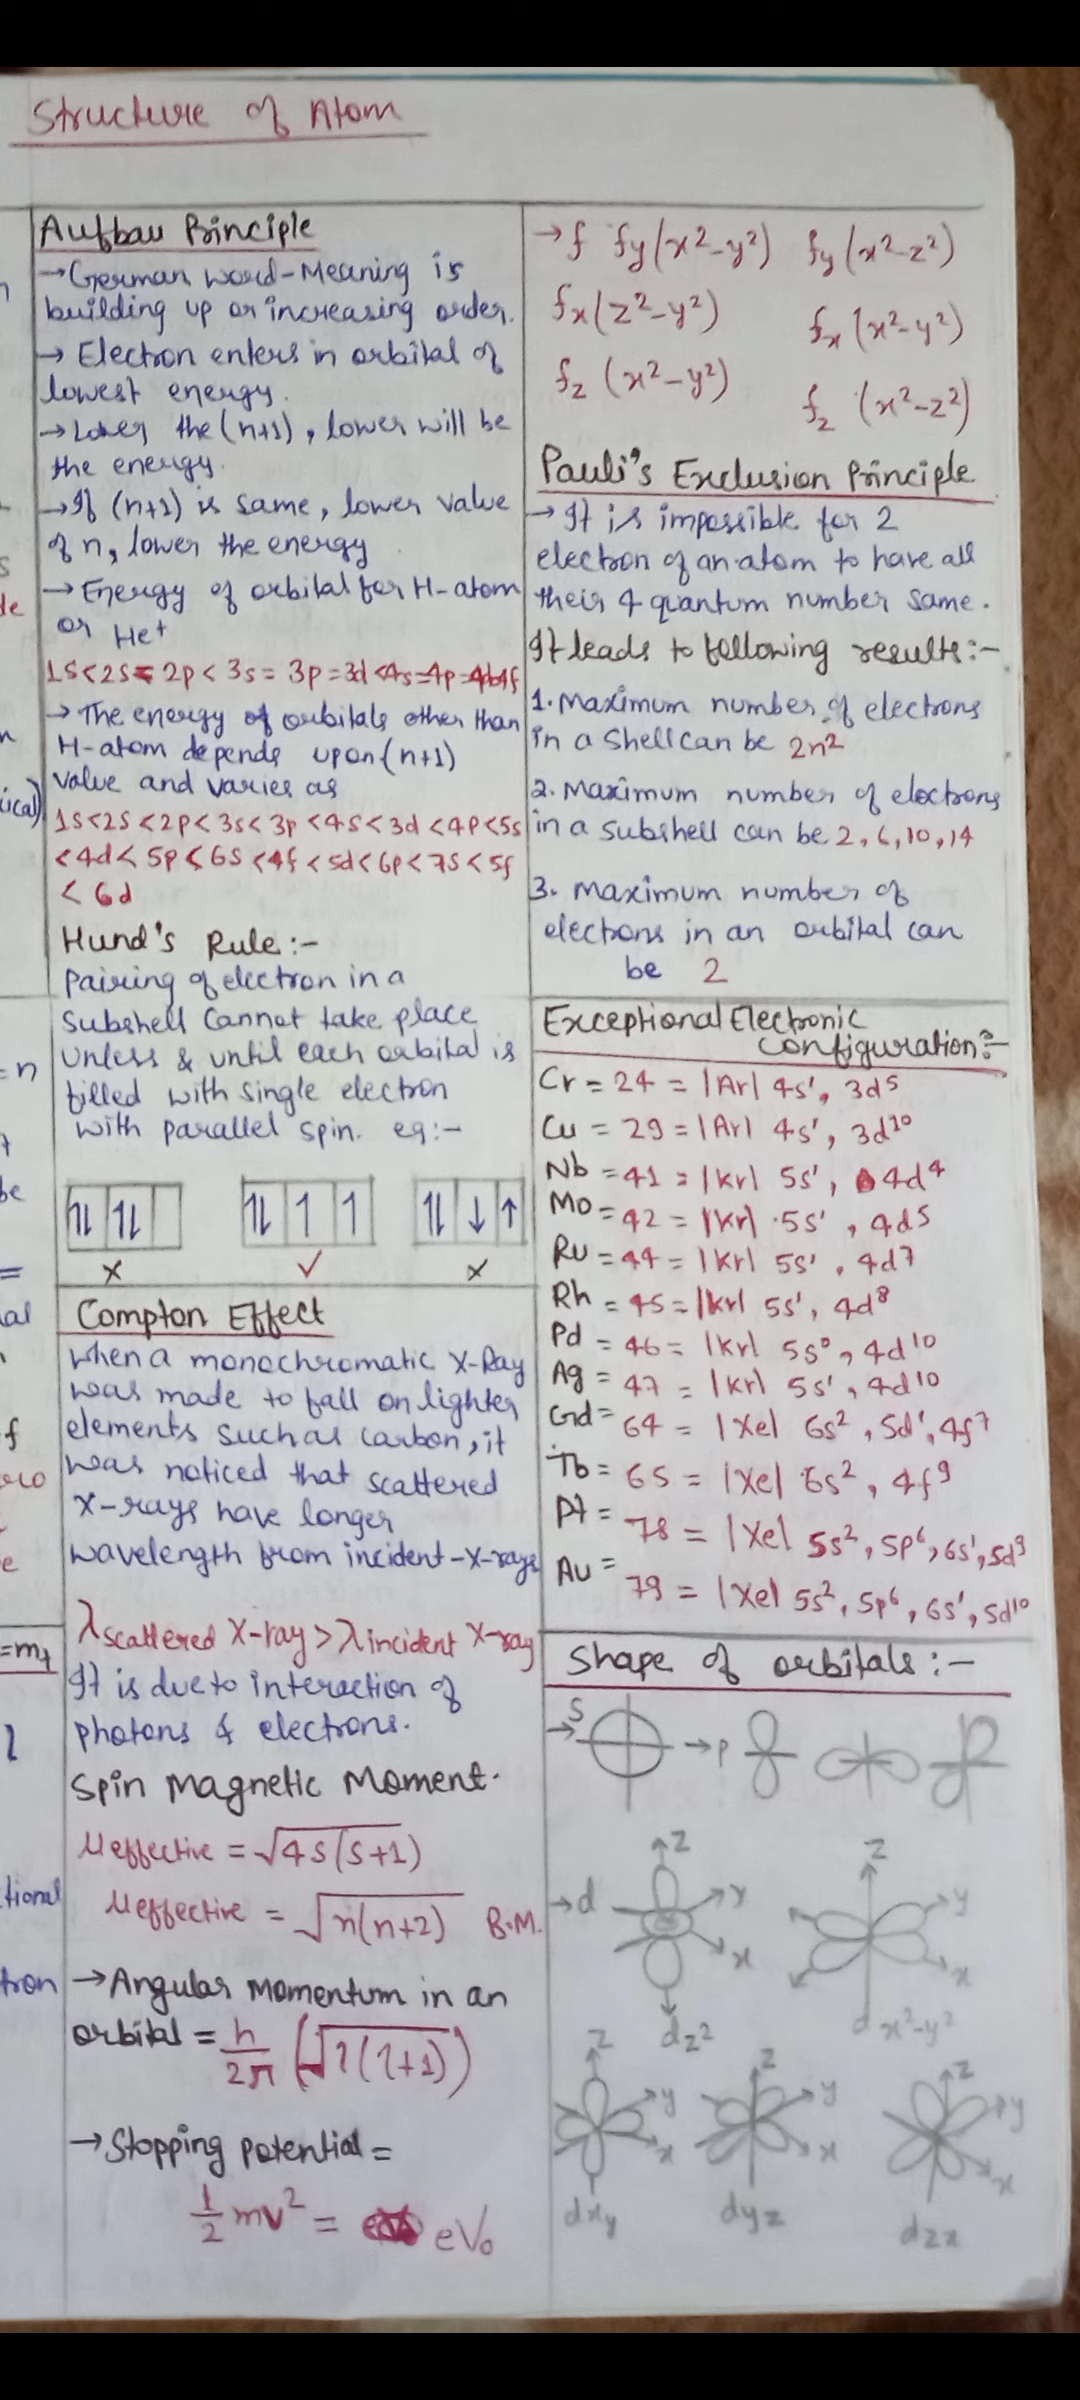 Structure of Atom
Aufbau Principle
→German word-Meaning is
building up or increasing order.
→ Electron enters in orbital of
lowest energy.
→Lower the (n+1), lower will be
the energy.
→If (n+1) is same, lower value
of n, lower the energy
→ Energy of orbital for H-atom
or He+
1s<2s= 2p < 3s = 3p =3d <4s=4p=4d=4f
→ The energy of orbitals other than
H-atom depends upon (n+1)
value and varies as
1s<2s<2p<3s<3p<4s<3d<4p<5s
<4d< 5p< 6s <4f <5d<6p<7s<5f
< 6d
Hund's Rule:-
Pairing of electron in a
subshell cannot take place
unless & until each orbital is
filled with single electron
with parallel spin. eg:-
⥮ ⥮
⥮ ↿ ↿
⥮ ↓ ↑
× ✓ ×
Compton Effect
When a monochromatic X-Ray
was made to fall on lighter
elements such as carbon, it
was noticed that scattered
X-rays have longer
wavelength from incident-X-rays
λ scattered X-ray > λ incident X-ray
It is due to interaction of
photons & electrons.
Spin Magnetic Moment.
μ effective = √4s(s+1)
μ effective = √n(n+2) B.M.
→Angular Momentum in an
orbital = h/2π (√l(l+1))
→Stopping potential =
1/2 mv² = eV₀
→ f fy(x²-y²) fy(x²-z²)
fx(z²-y²) fx(x²-y²)
fz (x²-y²) fz (x²-z²)
Pauli's Exclusion Principle
→ It is impossible for 2
electron of an atom to have all
their 4 quantum number same.
It leads to following results:-
1. Maximum number of electrons
in a shell can be 2n²
2. Maximum number of electrons
in a subshell can be 2, 6, 10, 14
3. Maximum number of
electrons in an orbital can
be 2
Exceptional Electronic
Configuration:-
Cr = 24 = |Ar| 4s¹, 3d⁵
Cu = 29 = |Ar| 4s¹, 3d¹⁰
Nb = 41 = |Kr| 5s¹, 4d⁴
Mo = 42 = |Kr| 5s¹, 4d⁵
Ru = 44 = |Kr| 5s¹, 4d⁷
Rh = 45 = |Kr| 5s¹, 4d⁸
Pd = 46 = |Kr| 5s⁰, 4d¹⁰
Ag = 47 = |Kr| 5s¹, 4d¹⁰
Gd = 64 = |Xe| 6s², 5d¹, 4f⁷
Tb = 65 = |Xe| 6s², 4f⁹
Pt = 78 = |Xe| 5s², 5p⁶, 6s¹, 5d⁹
Au = 79 = |Xe| 5s², 5p⁶, 6s¹, 5d¹⁰
Shape of orbitals:-
→ S → p
→ d
z y x
dz²
z y x
dx²-y²
z y x
dxy
z y x
dyz
z y x
dzx